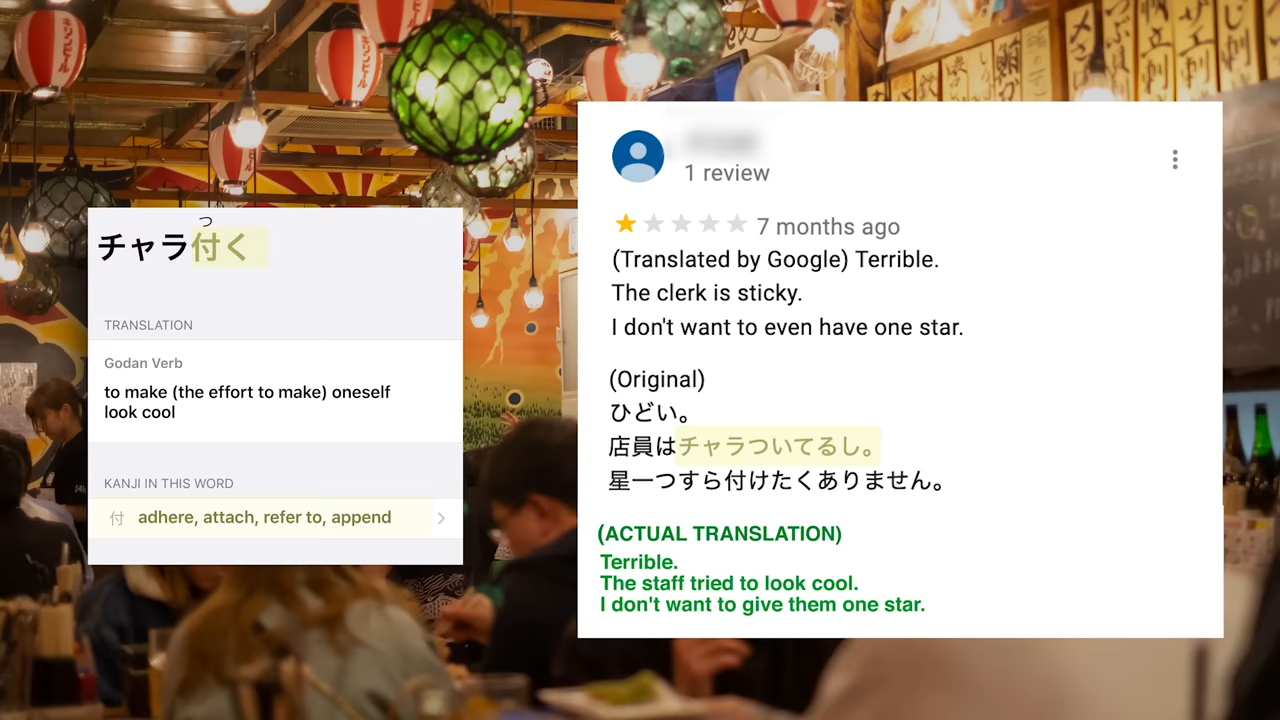 つ
チャラ付く
TRANSLATION
Godan Verb
to make (the effort to make) oneself
look cool
KANJI IN THIS WORD
付 adhere, attach, refer to, append
1 review
7 months ago
(Translated by Google) Terrible.
The clerk is sticky.
I don't want to even have one star.
(Original)
ひどい。
店員はチャラついてるし。
星一つすら付けたくありません。
(ACTUAL TRANSLATION)
Terrible.
The staff tried to look cool.
I don't want to give them one star.